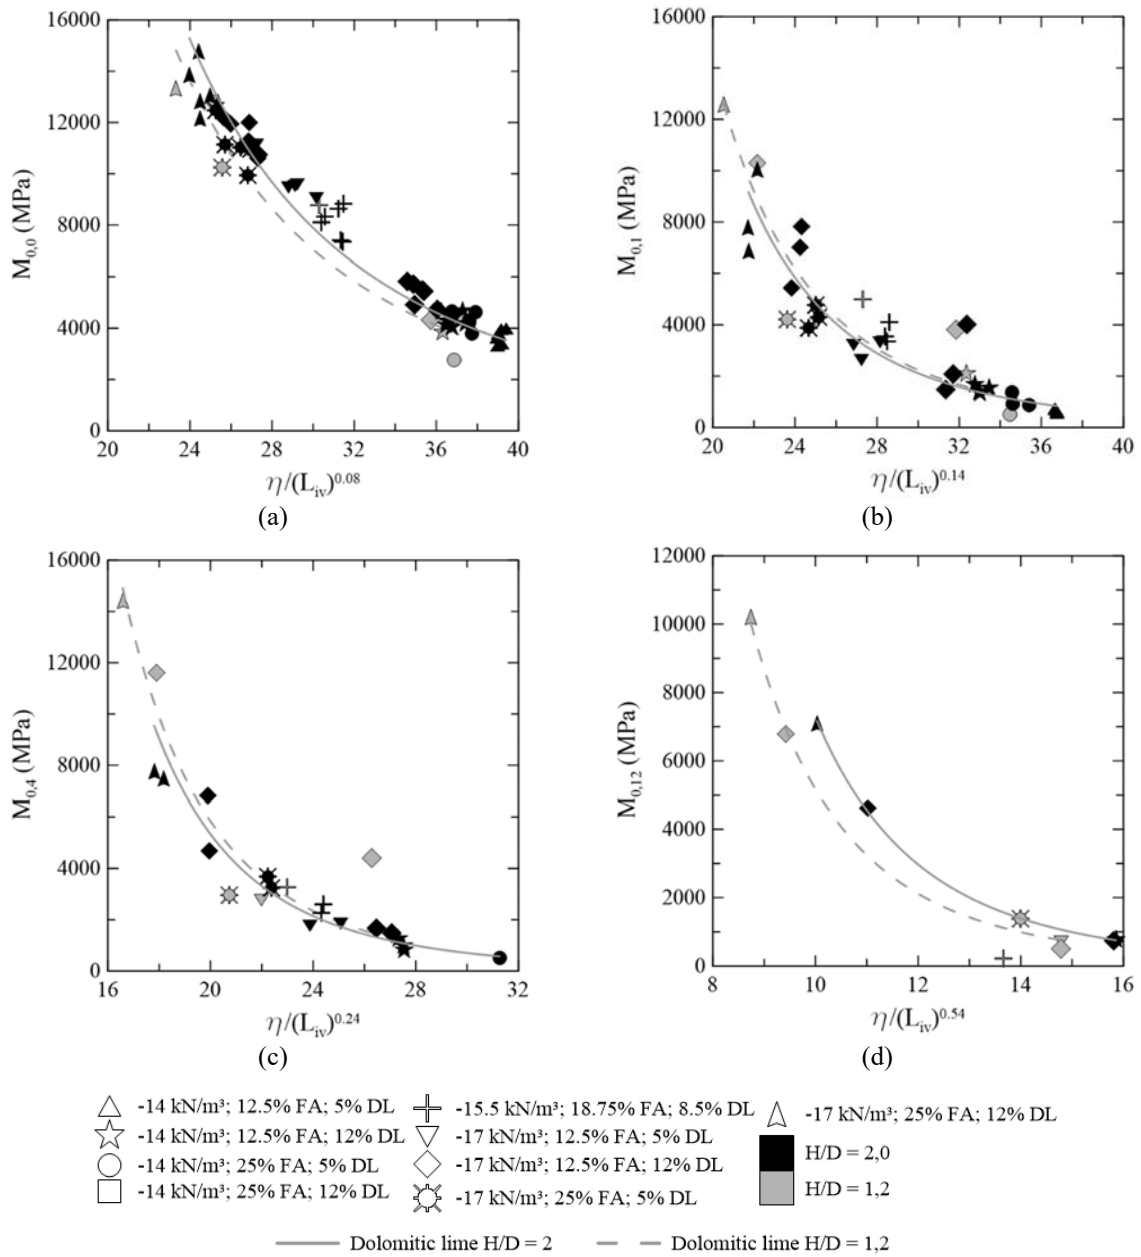 16000
12000
8000
4000
0
M0,0 (MPa)
20 24 28 32 36 40
η/(Liv)^0.08
(a)
16000
12000
8000
4000
0
M0,1 (MPa)
20 24 28 32 36 40
η/(Liv)^0.14
(b)
16000
12000
8000
4000
0
M0,4 (MPa)
16 20 24 28 32
η/(Liv)^0.24
(c)
12000
10000
8000
6000
4000
2000
0
M0,12 (MPa)
8 10 12 14 16
η/(Liv)^0.54
(d)
-14 kN/m³; 12.5% FA; 5% DL
-14 kN/m³; 12.5% FA; 12% DL
-14 kN/m³; 25% FA; 5% DL
-14 kN/m³; 25% FA; 12% DL
-15.5 kN/m³; 18.75% FA; 8.5% DL
-17 kN/m³; 12.5% FA; 5% DL
-17 kN/m³; 12.5% FA; 12% DL
-17 kN/m³; 25% FA; 5% DL
-17 kN/m³; 25% FA; 12% DL
H/D = 2,0
H/D = 1,2
Dolomitic lime H/D = 2
Dolomitic lime H/D = 1,2